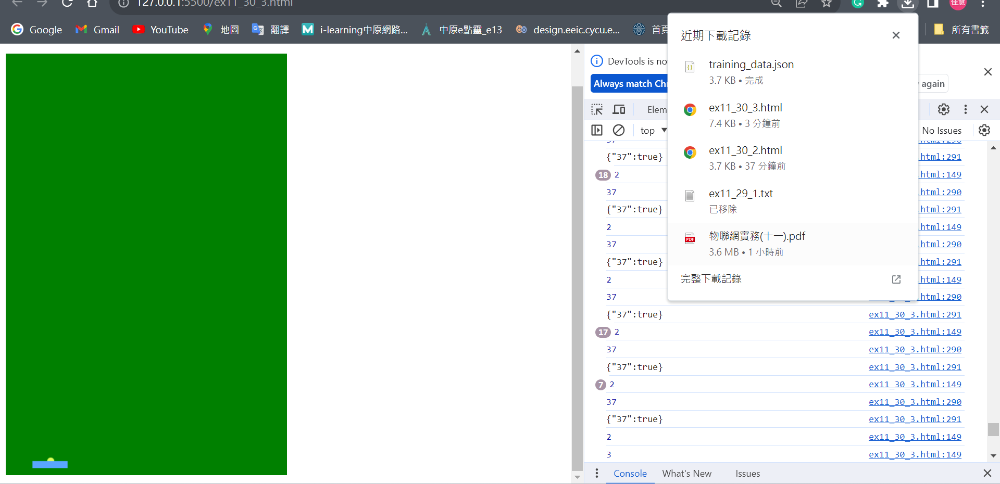 127.0.0.1:5500/ex11_30_3.html
佳慧
Google
Gmail
YouTube
地圖
翻譯
i-learning中原網路...
中原e點靈_e13
design.eeic.cycu.e...
首頁
所有書籤
近期下載記錄
training_data.json
3.7 KB • 完成
ex11_30_3.html
7.4 KB • 3 分鐘前
ex11_30_2.html
3.7 KB • 37 分鐘前
ex11_29_1.txt
已移除
PDF
物聯網實務(十一).pdf
3.6 MB • 1 小時前
完整下載記錄
DevTools is no
Always match Ch
again
Elem
top
No Issues
37
html:290
{"37":true}
html:291
18 2
html:149
37
html:290
{"37":true}
html:291
2
html:149
37
html:290
{"37":true}
html:291
2
html:149
37
html:290
{"37":true}
ex11_30_3.html:291
17 2
ex11_30_3.html:149
37
ex11_30_3.html:290
{"37":true}
ex11_30_3.html:291
7 2
ex11_30_3.html:149
37
ex11_30_3.html:290
{"37":true}
ex11_30_3.html:291
2
ex11_30_3.html:149
3
ex11_30_3.html:149
Console
What's New
Issues